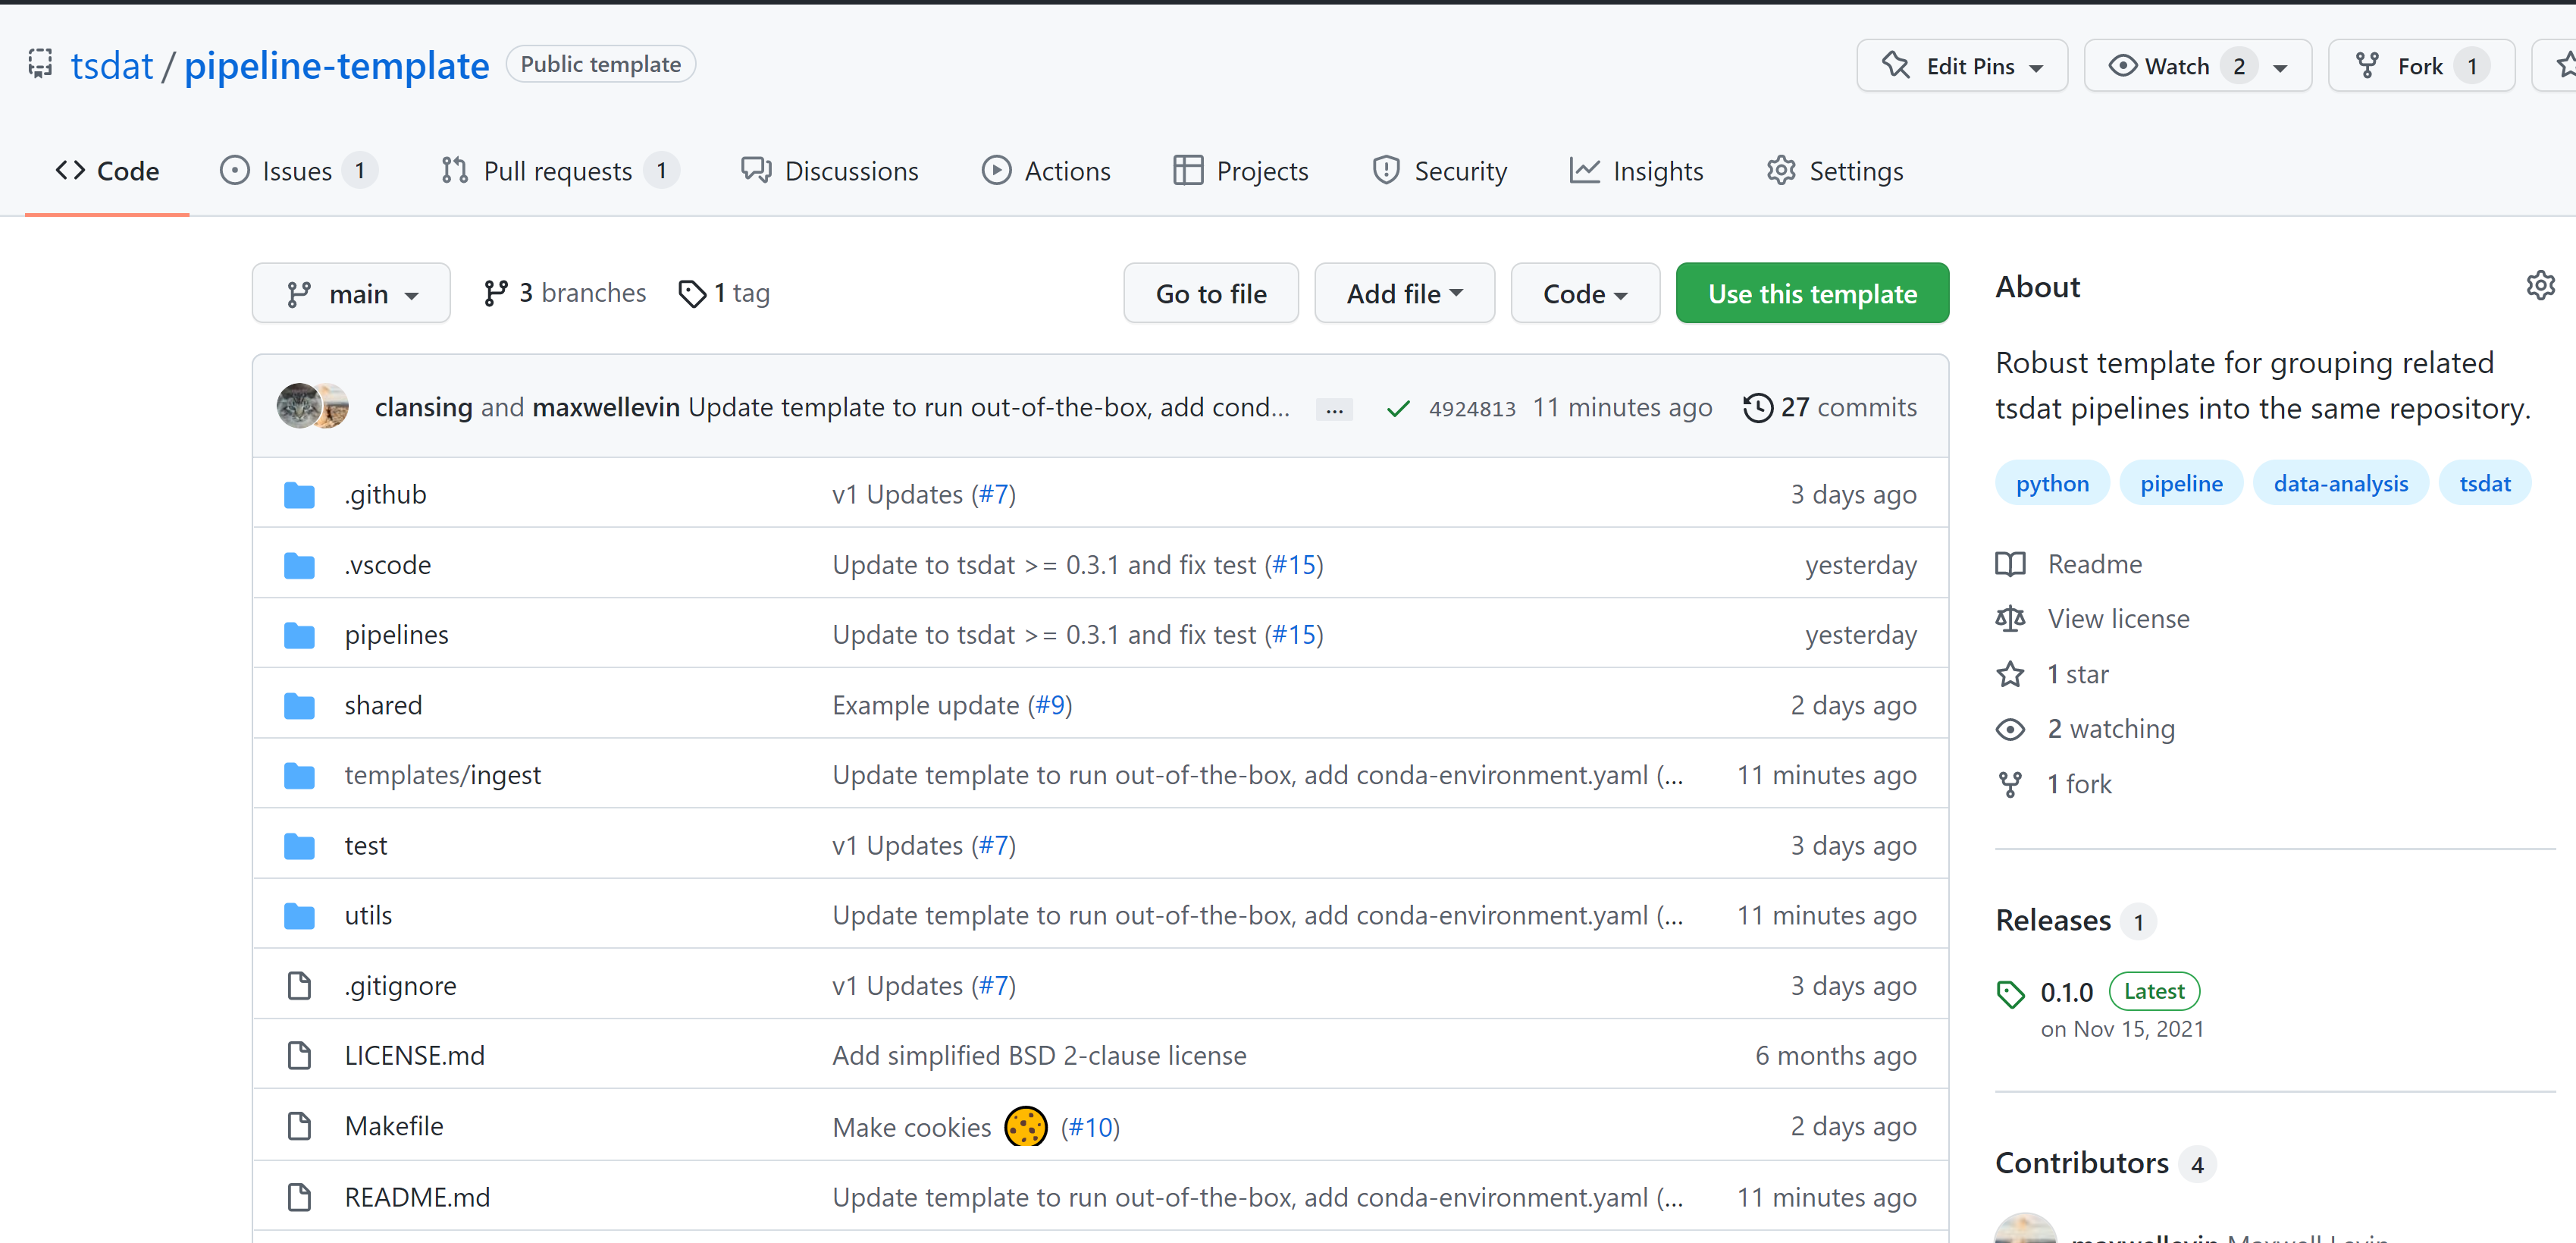 tsdat / pipeline-template Public template Edit Pins Watch 2 Fork 1
Code Issues 1 Pull requests 1 Discussions Actions Projects Security Insights Settings
main 3 branches 1 tag Go to file Add file Code Use this template
clansing and maxwellevin Update template to run out-of-the-box, add cond... ... 4924813 11 minutes ago 27 commits
.github v1 Updates (#7) 3 days ago
.vscode Update to tsdat >= 0.3.1 and fix test (#15) yesterday
pipelines Update to tsdat >= 0.3.1 and fix test (#15) yesterday
shared Example update (#9) 2 days ago
templates/ingest Update template to run out-of-the-box, add conda-environment.yaml (... 11 minutes ago
test v1 Updates (#7) 3 days ago
utils Update template to run out-of-the-box, add conda-environment.yaml (... 11 minutes ago
.gitignore v1 Updates (#7) 3 days ago
LICENSE.md Add simplified BSD 2-clause license 6 months ago
Makefile Make cookies 🍪 (#10) 2 days ago
README.md Update template to run out-of-the-box, add conda-environment.yaml (... 11 minutes ago
About
Robust template for grouping related
tsdat pipelines into the same repository.
python pipeline data-analysis tsdat
Readme
View license
1 star
2 watching
1 fork
Releases 1
0.1.0 Latest
on Nov 15, 2021
Contributors 4
maxwellevin Maxwell Levin